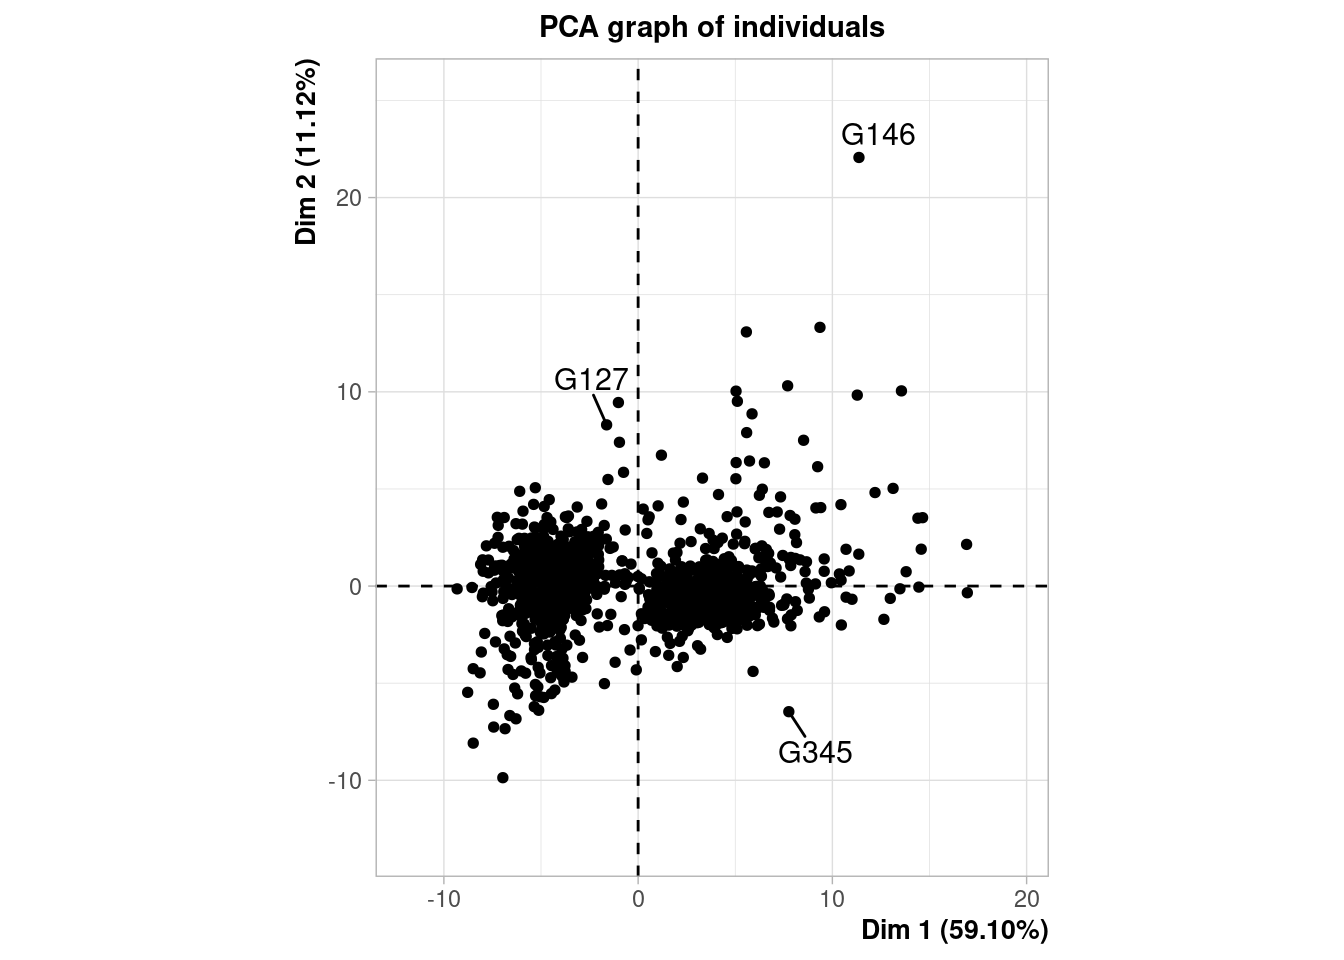 PCA graph of individuals
Dim 2 (11.12%)
G146
20
G127
10
0
G345
-10
-10 0 10 20
Dim 1 (59.10%)